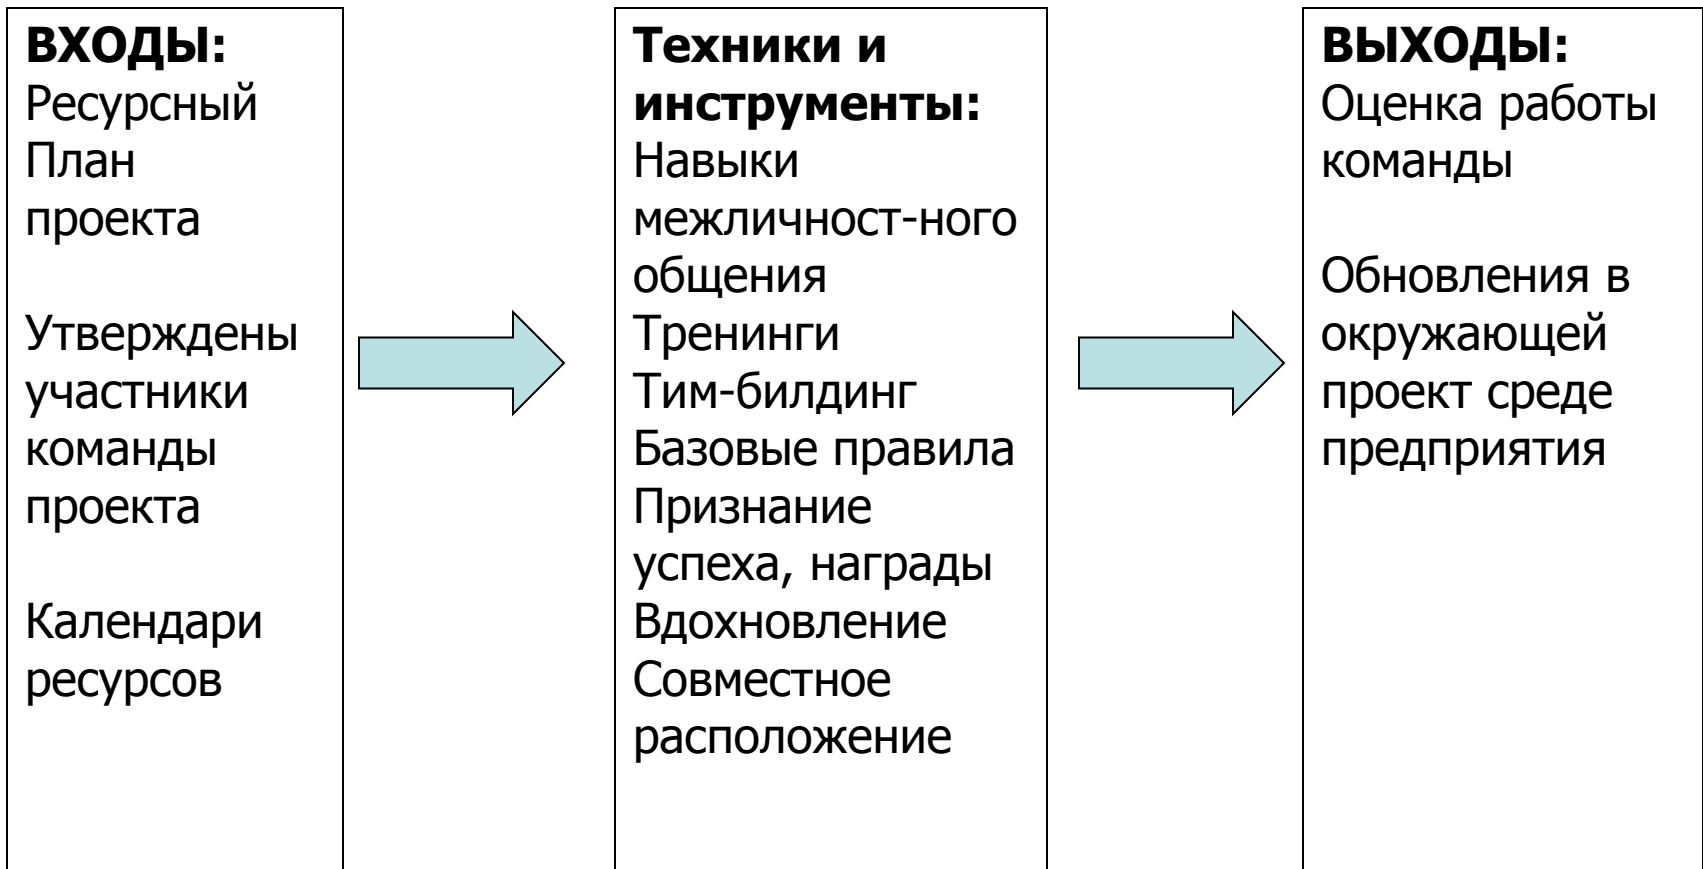 ВХОДЫ:
Ресурсный
План
проекта
Утверждены
участники
команды
проекта
Календари
ресурсов
Техники и
инструменты:
Навыки
межличност-ного
общения
Тренинги
Тим-билдинг
Базовые правила
Признание
успеха, награды
Вдохновление
Совместное
расположение
ВЫХОДЫ:
Оценка работы
команды
Обновления в
окружающей
проект среде
предприятия